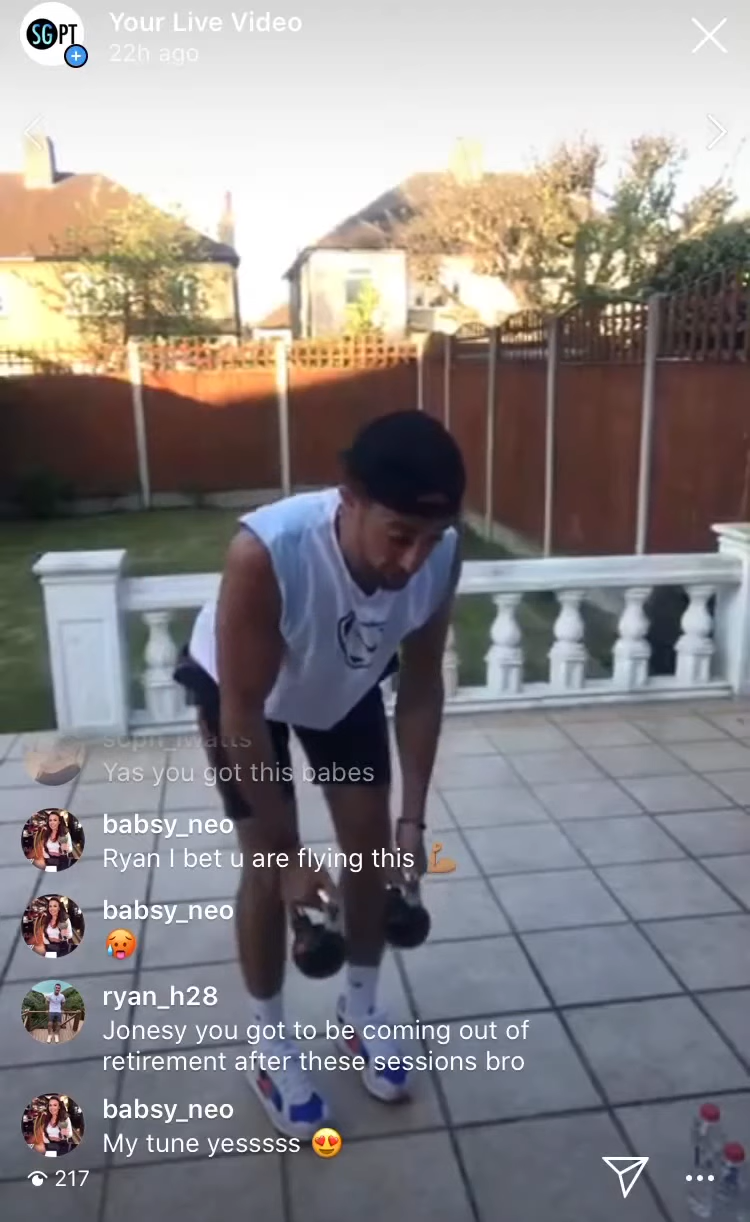 SGPT
Your Live Video
22h ago
Yas you got this babes
babsy_neo
Ryan I bet u are flying this 💪🏽
babsy_neo
🥵
ryan_h28
Jonesy you got to be coming out of
retirement after these sessions bro
babsy_neo
My tune yesssss 😍
217